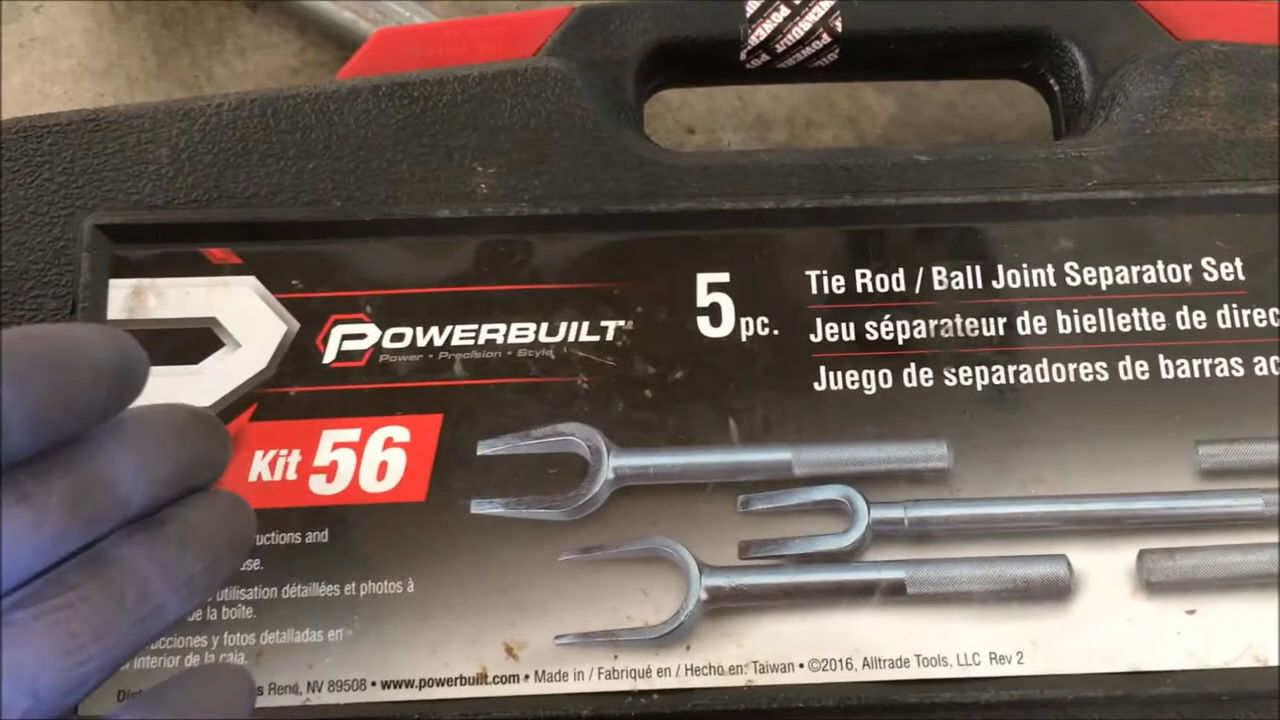 POWERBUILT
Power • Precision • Style
5 pc.
Tie Rod / Ball Joint Separator Set
Jeu séparateur de biellette de direc
Juego de separadores de barras ac
Kit 56
uctions and
use.
utilisation détaillées et photos à
de la boîte.
ucciones y fotos detalladas en
interior de la caja.
Reno, NV 89508 • www.powerbuilt.com • Made in / Fabriqué en / Hecho en: Taiwan • ©2016, Alltrade Tools, LLC Rev 2